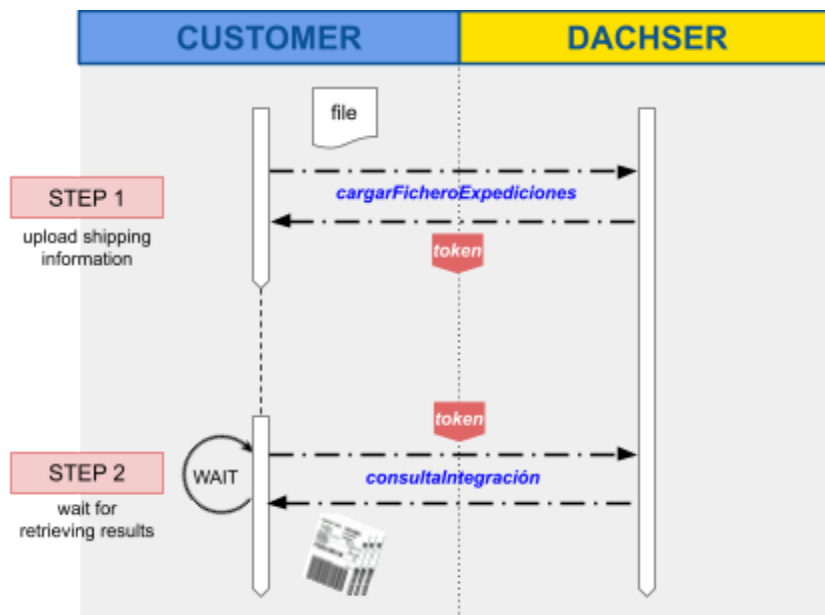 CUSTOMER
DACHSER
file
cargarFicheroExpediciones
STEP 1
upload shipping
information
token
token
STEP 2
WAIT
consultaIntegración
wait for
retrieving results